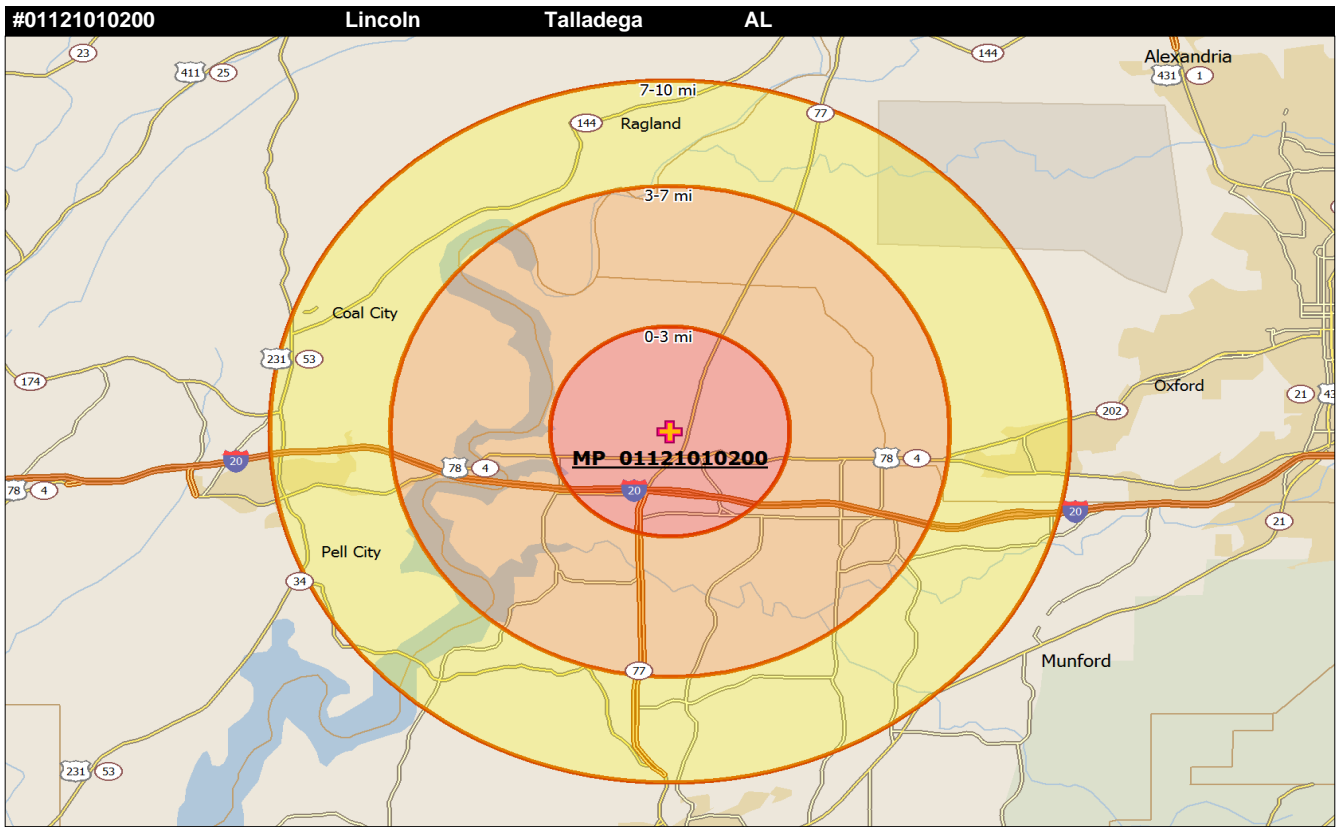 #01121010200 Lincoln Talladega AL
23
144
Alexandria
411 25
431 1
7-10 mi
144 Ragland
77
3-7 mi
Coal City
0-3 mi
231 53
174
Oxford
21 43
202
MP 01121010200
20
78 4
78 4
78 4
20
20
21
Pell City
34
Munford
77
231 53